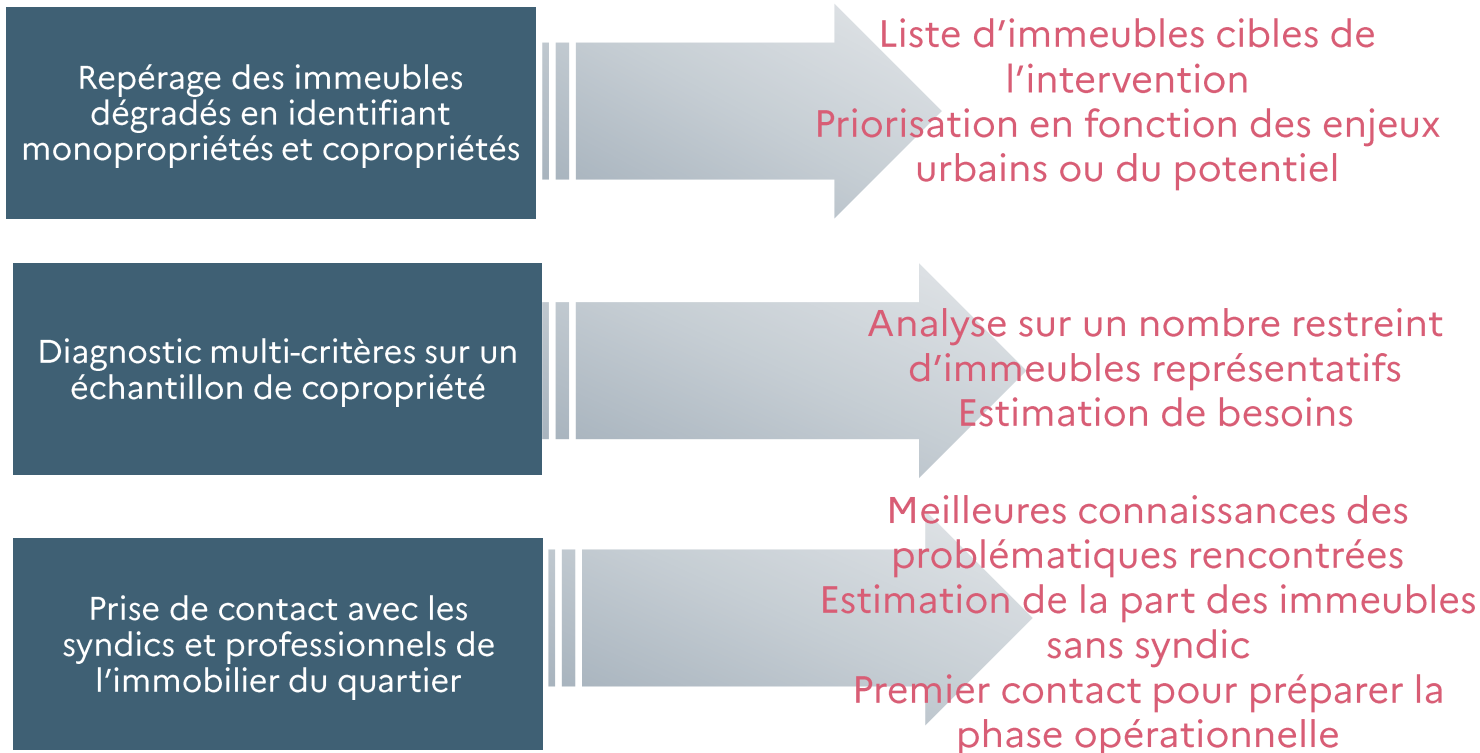 Repérage des immeubles
dégradés en identifiant
monopropriétés et copropriétés
Liste d’immeubles cibles de
l’intervention
Priorisation en fonction des enjeux
urbains ou du potentiel
Diagnostic multi-critères sur un
échantillon de copropriété
Analyse sur un nombre restreint
d’immeubles représentatifs
Estimation de besoins
Prise de contact avec les
syndics et professionnels de
l’immobilier du quartier
Meilleures connaissances des
problématiques rencontrées
Estimation de la part des immeubles
sans syndic
Premier contact pour préparer la
phase opérationnelle